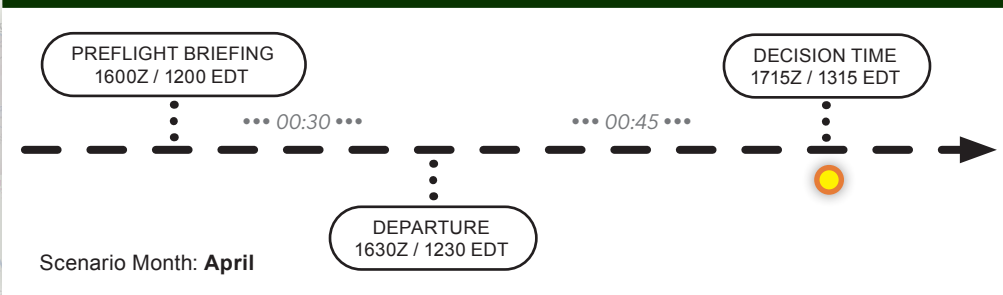 PREFLIGHT BRIEFING
1600Z / 1200 EDT
DECISION TIME
1715Z / 1315 EDT
••• 00:30 •••
••• 00:45 •••
DEPARTURE
1630Z / 1230 EDT
Scenario Month: April